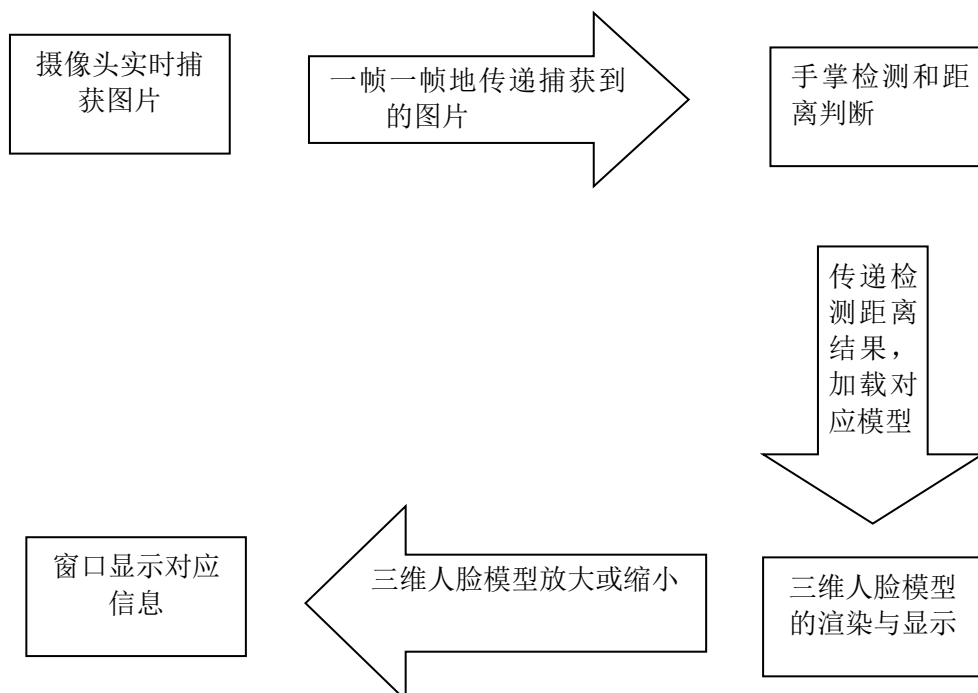 摄像头实时捕
获图片
一帧一帧地传递捕获到
的图片
手掌检测和距
离判断
传递检
测距离
结果，
加载对
应模型
三维人脸模型
的渲染与显示
三维人脸模型放大或缩小
窗口显示对应
信息